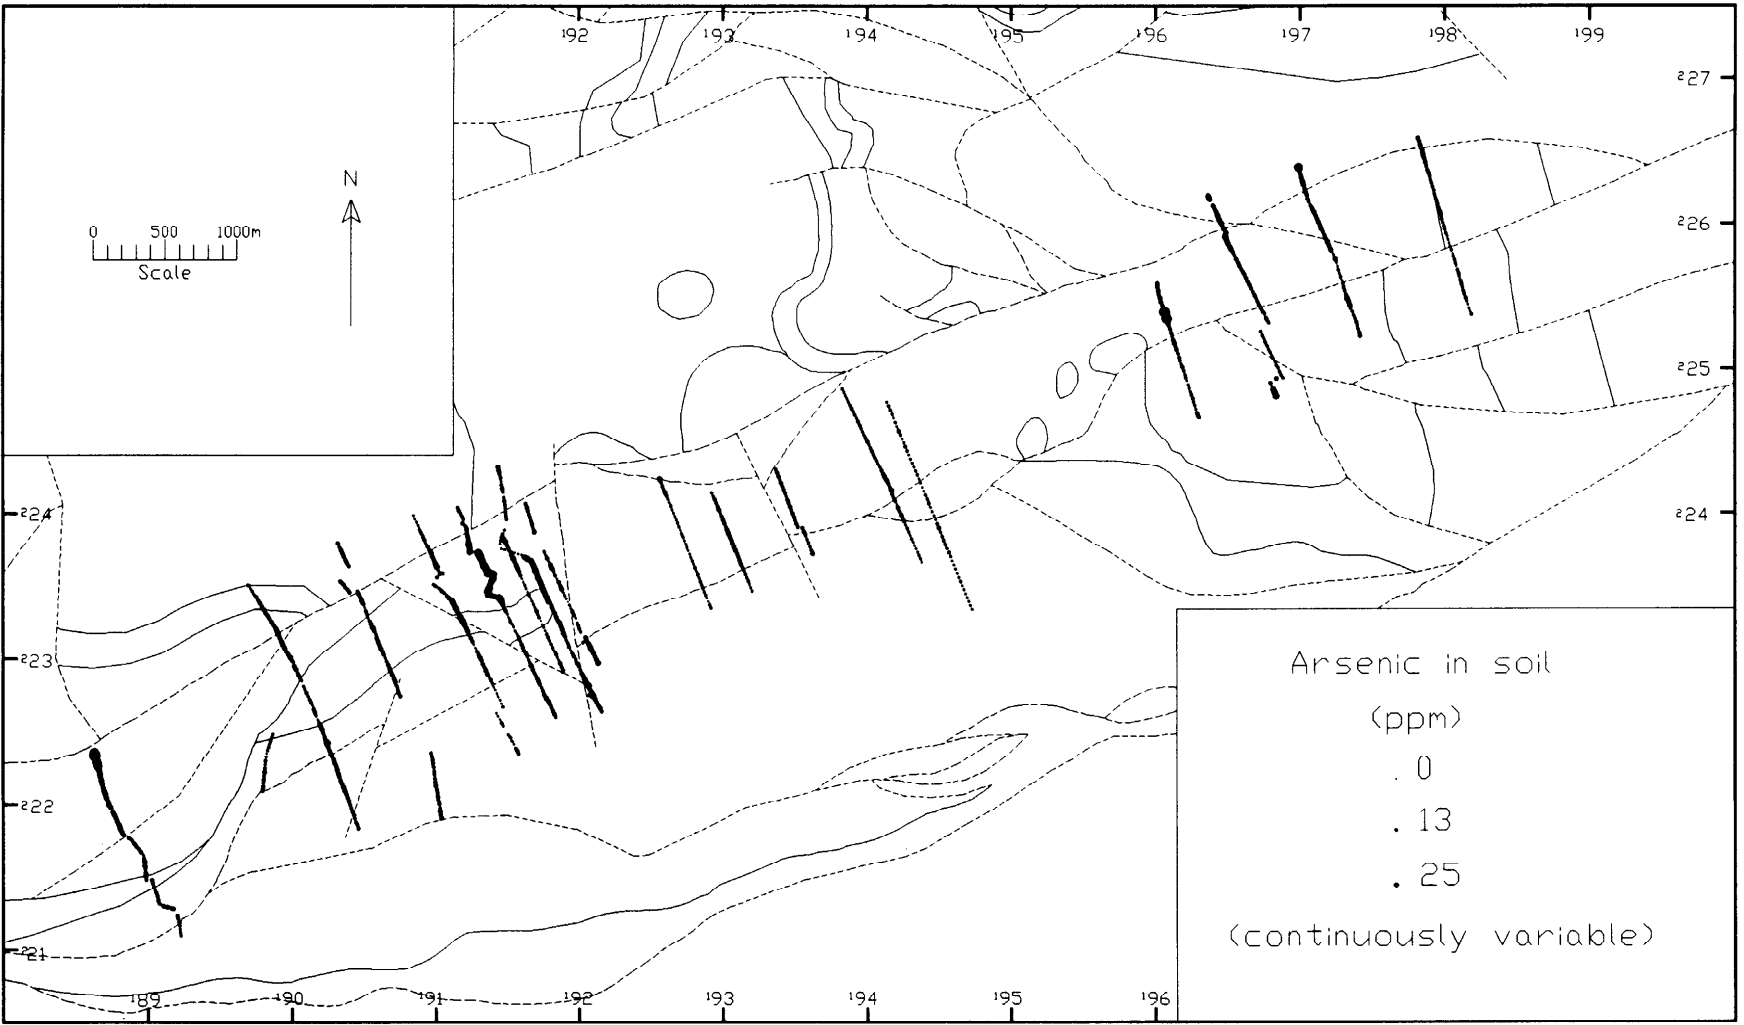 192 193 194 195 196 197 198 199
227
N
0 500 1000m
Scale
226
225
224 224
223
Arsenic in soil
(ppm)
. 0
222
. 13
. 25
(continuously variable)
221
189 190 191 192 193 194 195 196